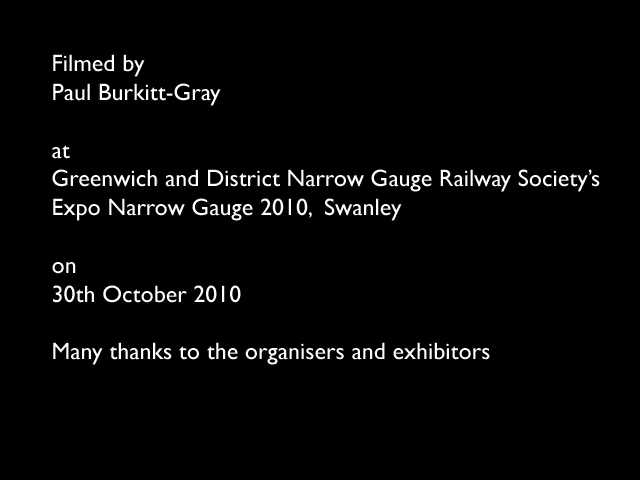 Filmed by
Paul Burkitt-Gray
at
Greenwich and District Narrow Gauge Railway Society’s
Expo Narrow Gauge 2010,  Swanley
on
30th October 2010
Many thanks to the organisers and exhibitors